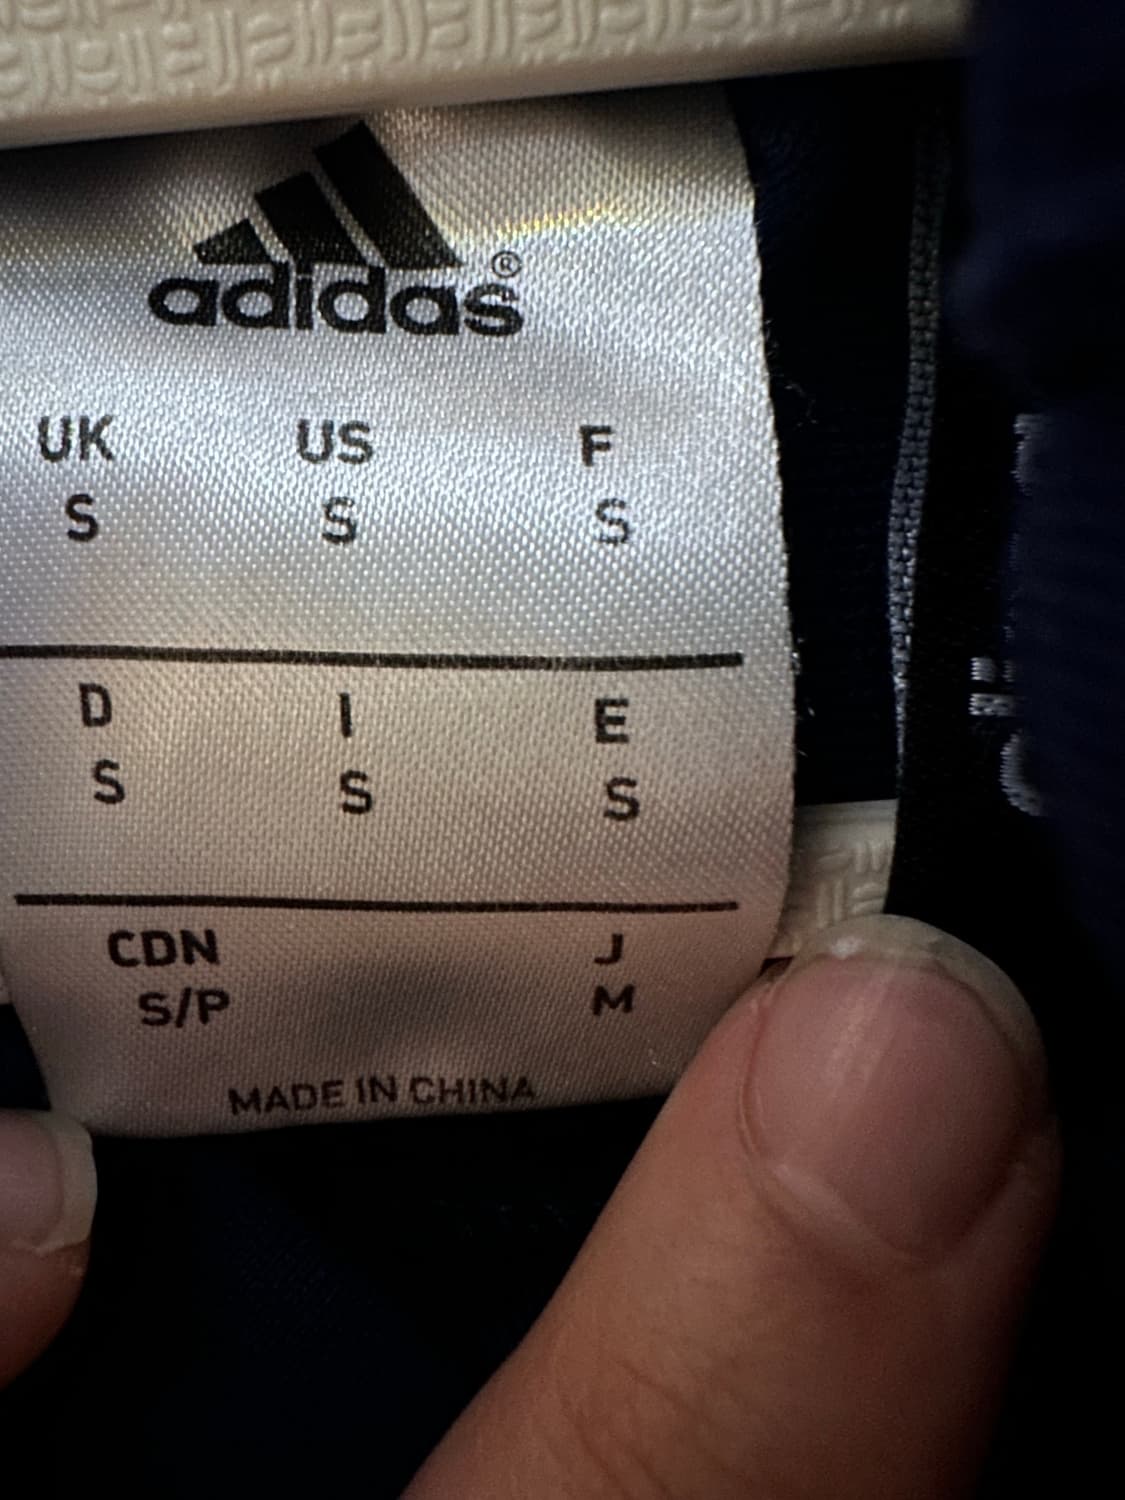 adidas®
UK US F
S S S
D I E
S S S
CDN J
S/P M
MADE IN CHINA